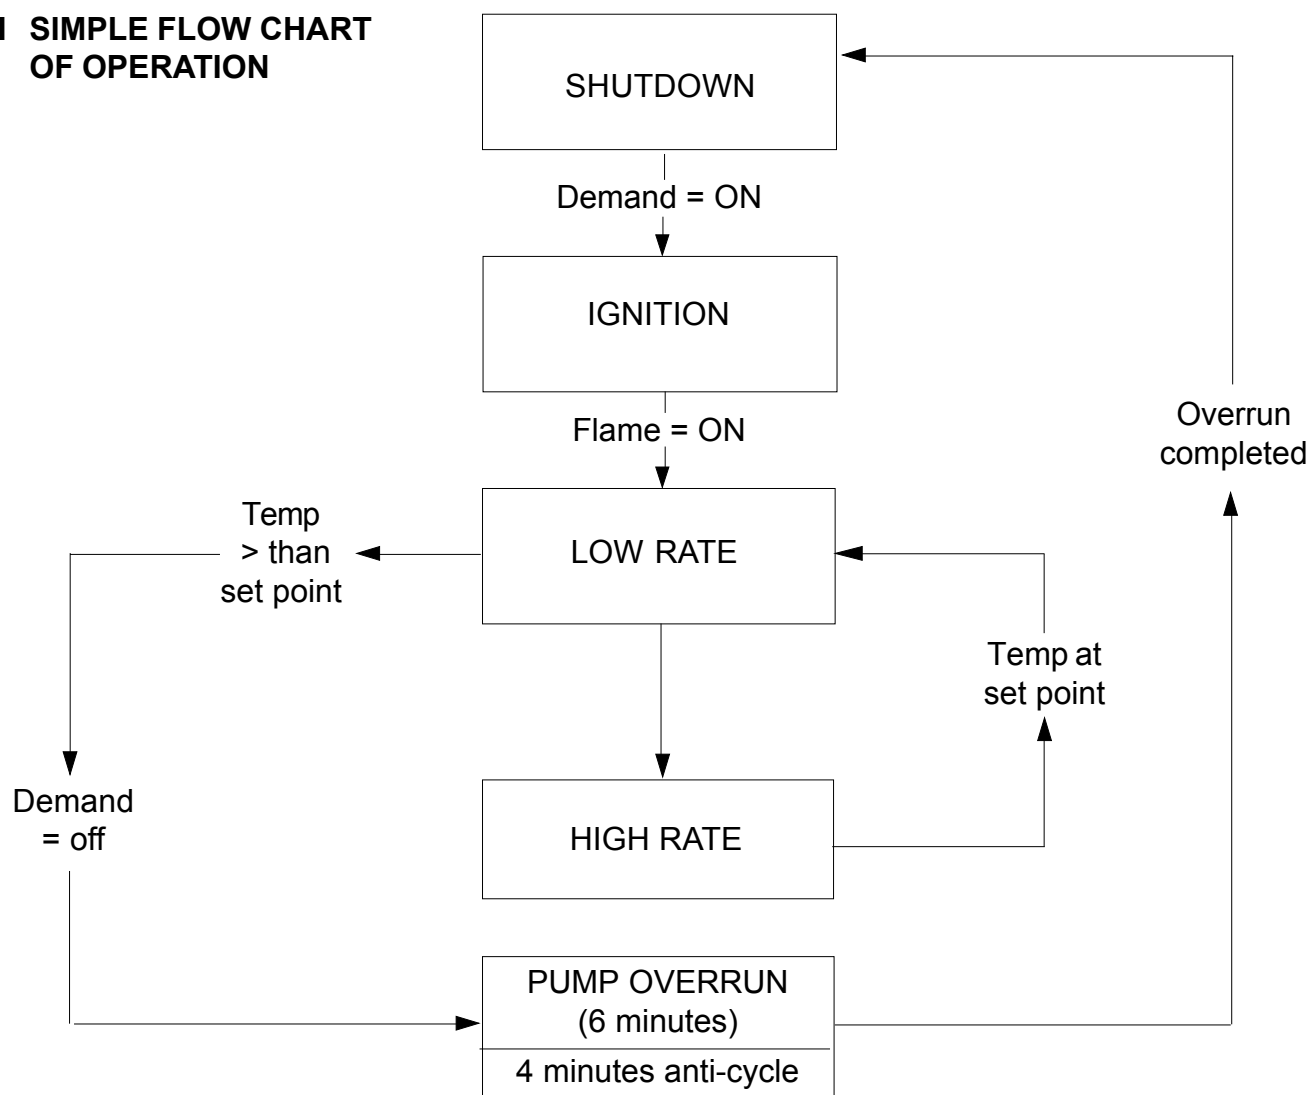 SIMPLE FLOW CHART
OF OPERATION
SHUTDOWN
Demand = ON
IGNITION
Flame = ON
Overrun
completed
Temp
> than
set point
LOW RATE
Temp at
set point
Demand
= off
HIGH RATE
PUMP OVERRUN
(6 minutes)
4 minutes anti-cycle